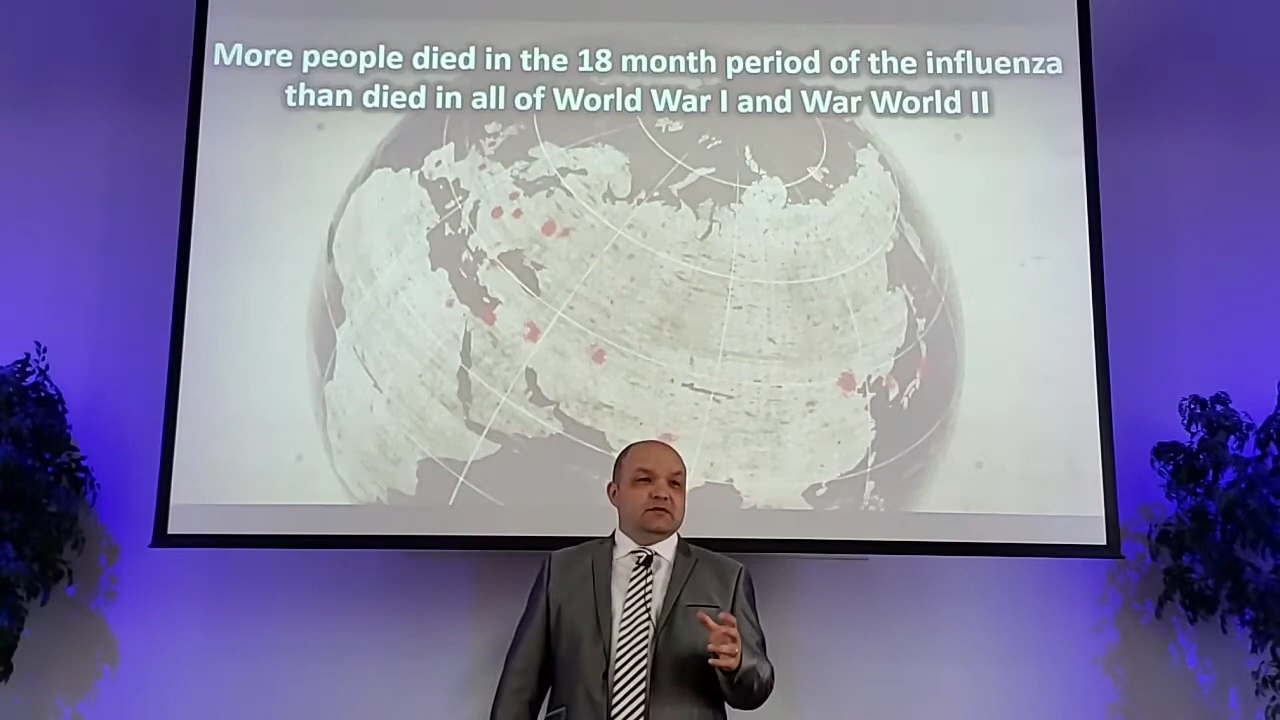 More people died in the 18 month period of the influenza
than died in all of World War I and War World II